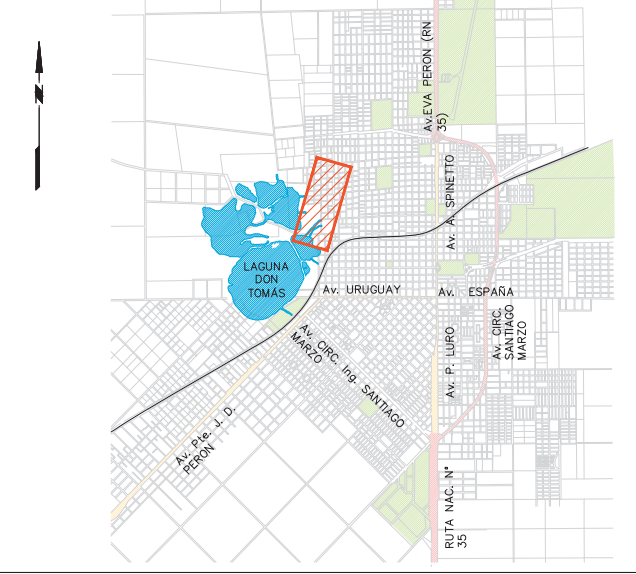 N
Av.EVA PERON (RN
35)
Av. A. SPINETTO
LAGUNA
DON
TOMÁS
Av. URUGUAY
Av. ESPAÑA
Av. CIRC. Ing. SANTIAGO
MARZO
Av. P. LURO
Av. CIRC.
SANTIAGO
MARZO
Av. Pte. J. D.
PERON
RUTA NAC. Nº
35